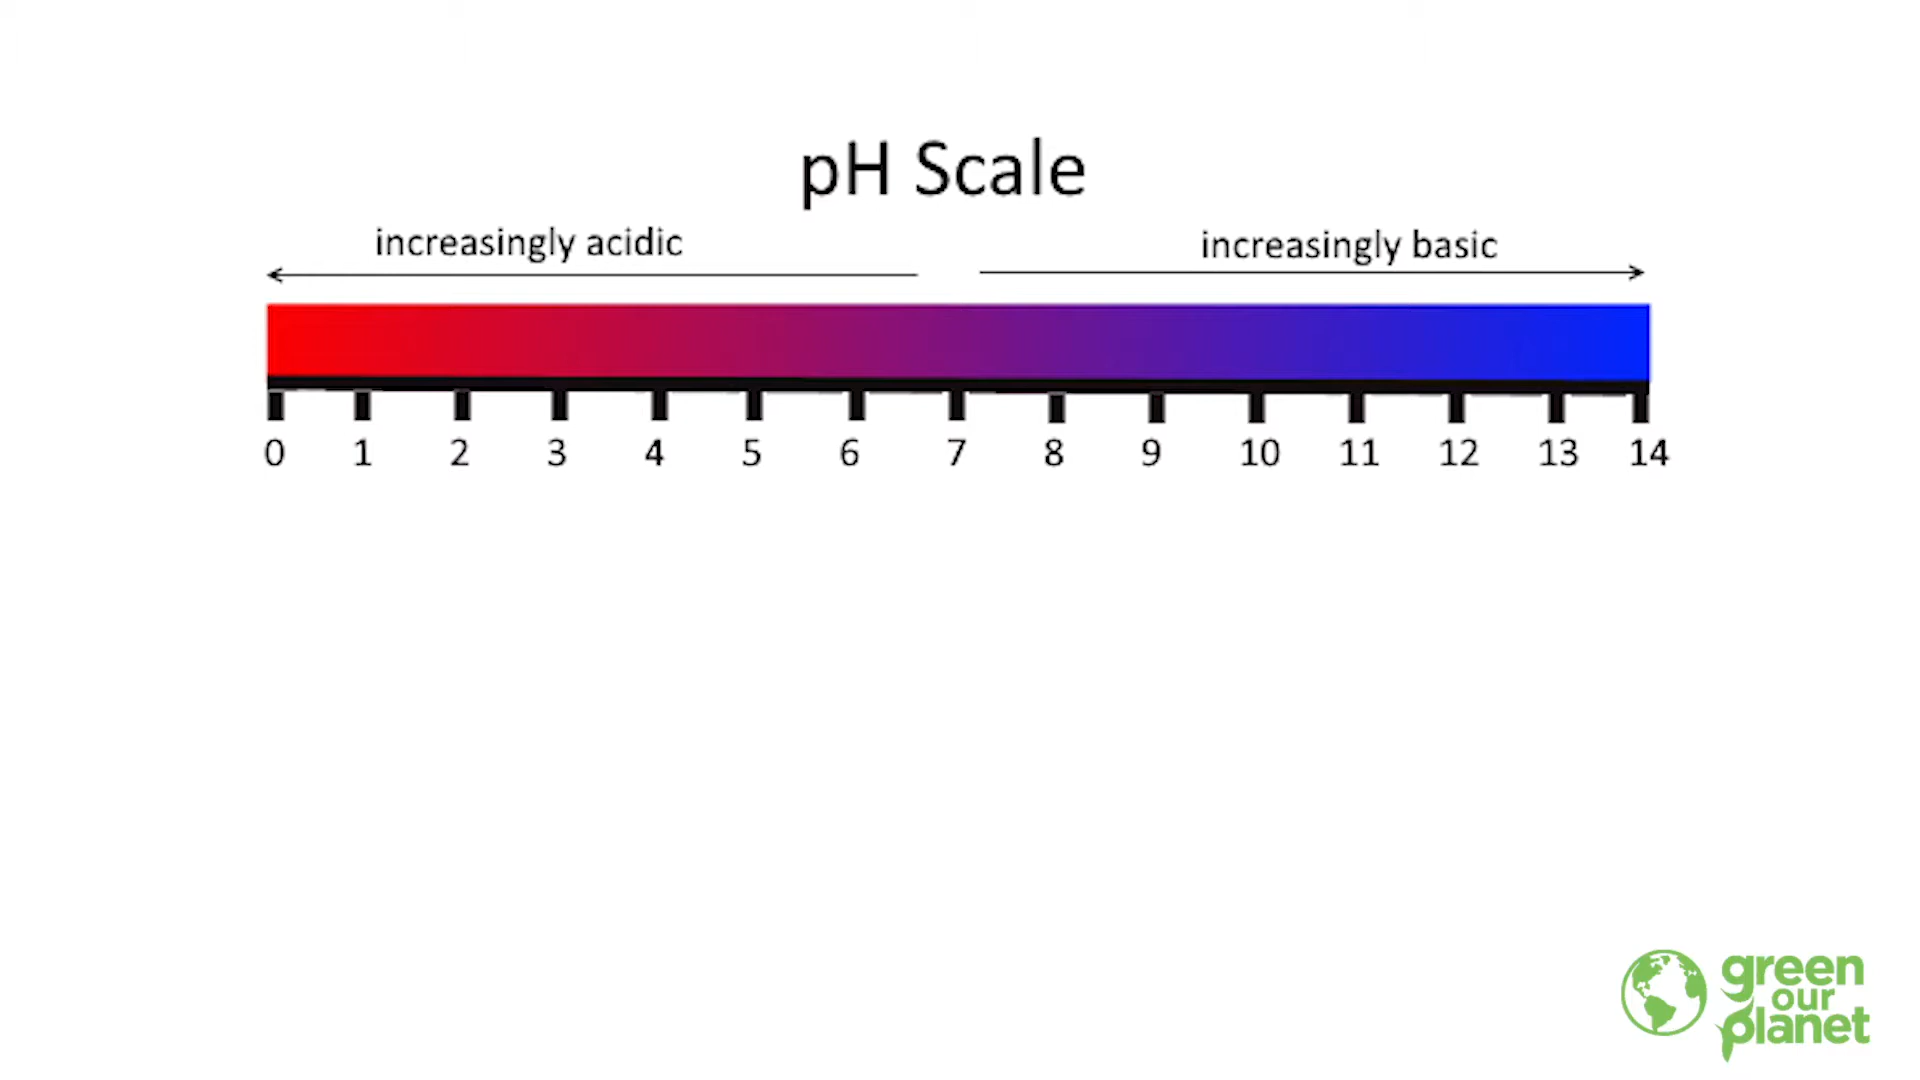 pH Scale
increasingly acidic
increasingly basic
0 1 2 3 4 5 6 7 8 9 10 11 12 13 14
green
our
planet